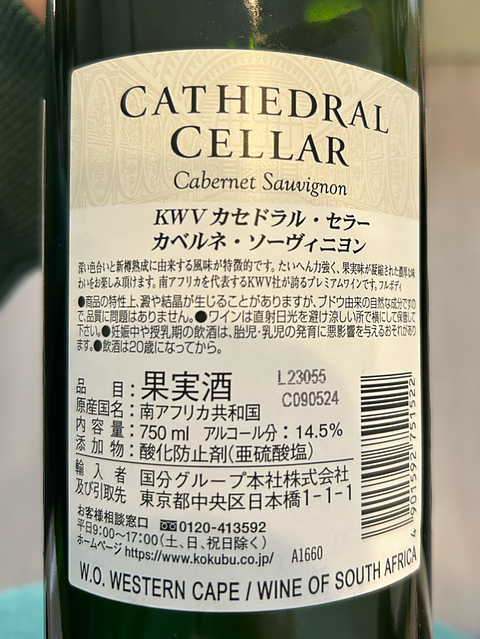 CATHEDRAL
CELLAR
Cabernet Sauvignon
KWV カセドラル・セラー
カベルネ・ソーヴィニヨン
深い色合いと新樽熟成に由来する風味が特徴的です。たいへん力強く、果実味が凝縮された濃厚な味
わいをお楽しみ頂けます。南アフリカを代表するKWV社が誇るプレミアムワインです。フルボディ
●商品の特性上、澱や結晶が生じることがありますが、ブドウ由来の自然な成分ですの
で、品質に問題はありません。●ワインは直射日光を避け涼しい所で横にして保管して
下さい。●妊娠中や授乳期の飲酒は、胎児・乳児の発育に悪影響を与えるおそれがあり
ます。●飲酒は20歳になってから。
品目：果実酒
L23055
C090524
原産国名：南アフリカ共和国
内容量：750 ml アルコール分：14.5%
添加物：酸化防止剤(亜硫酸塩)
輸入者 国分グループ本社株式会社
及び引取先 東京都中央区日本橋1-1-1
お客様相談窓口 0120-413592
平日9:00〜17:00(土、日、祝日除く)
ホームページ https://www.kokubu.co.jp/ A1660
4 901592 751522
W.O. WESTERN CAPE / WINE OF SOUTH AFRICA